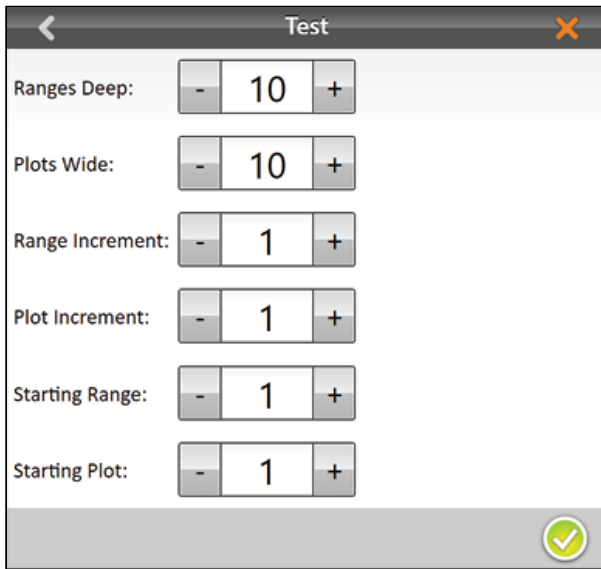 Test
Ranges Deep: - 10 +
Plots Wide: - 10 +
Range Increment: - 1 +
Plot Increment: - 1 +
Starting Range: - 1 +
Starting Plot: - 1 +